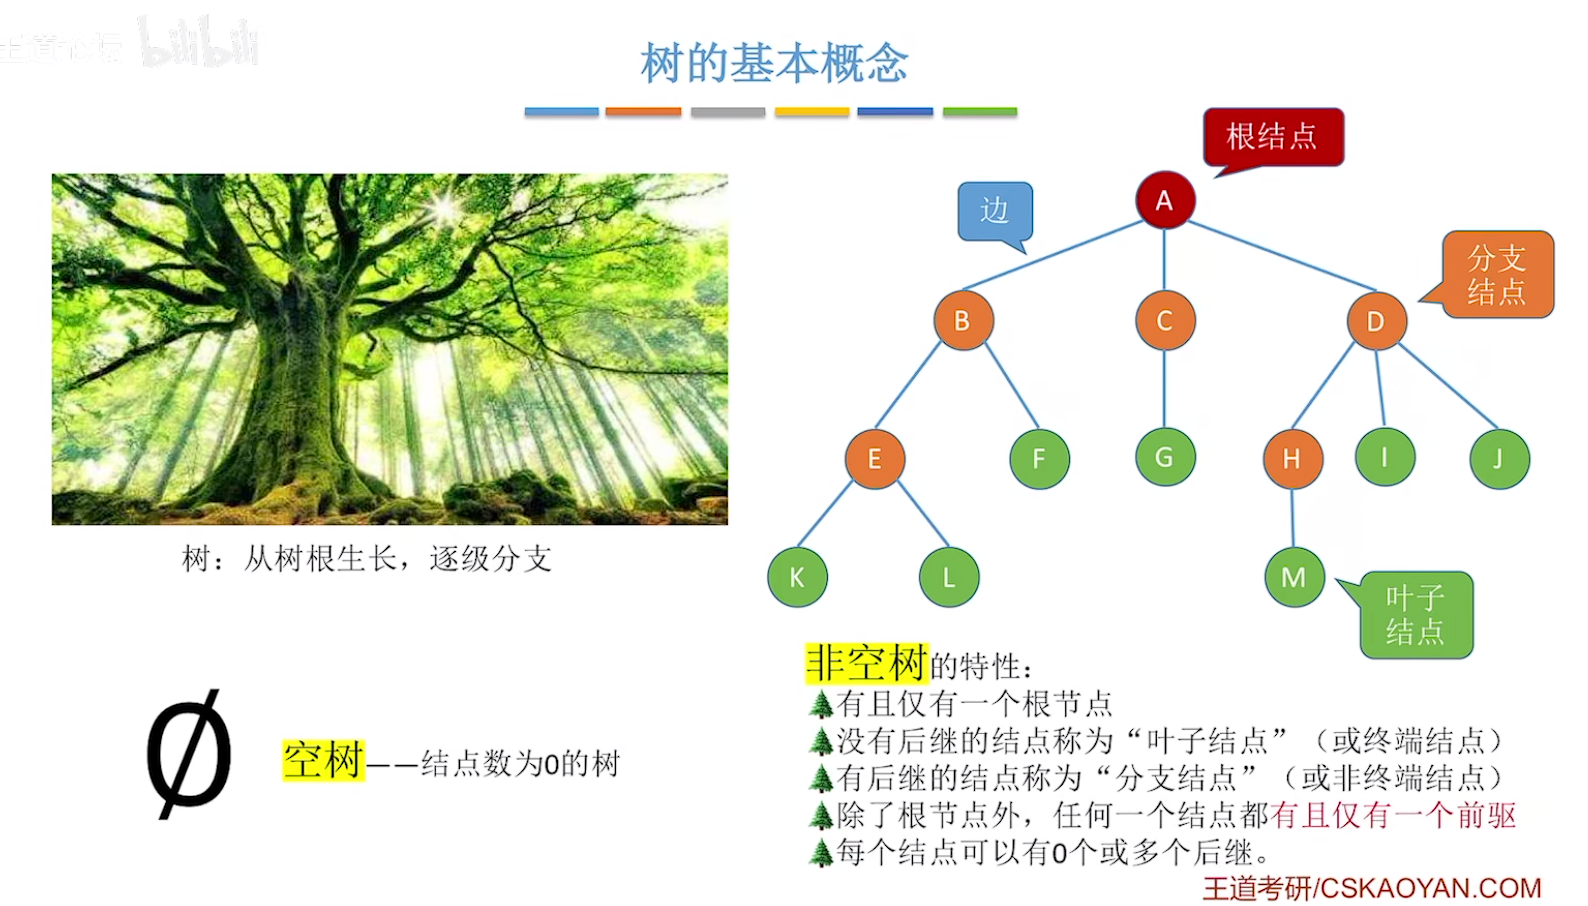 bilibili
树的基本概念
根结点
边
分支
结点
A
B
C
D
E
F
G
H
I
J
K
L
M
叶子
结点
树：从树根生长，逐级分支
Ø
空树——结点数为0的树
非空树的特性：
有且仅有一个根节点
没有后继的结点称为“叶子结点”（或终端结点）
有后继的结点称为“分支结点”（或非终端结点）
除了根节点外，任何一个结点都有且仅有一个前驱
每个结点可以有0个或多个后继。
王道考研/CSKAOYAN.COM